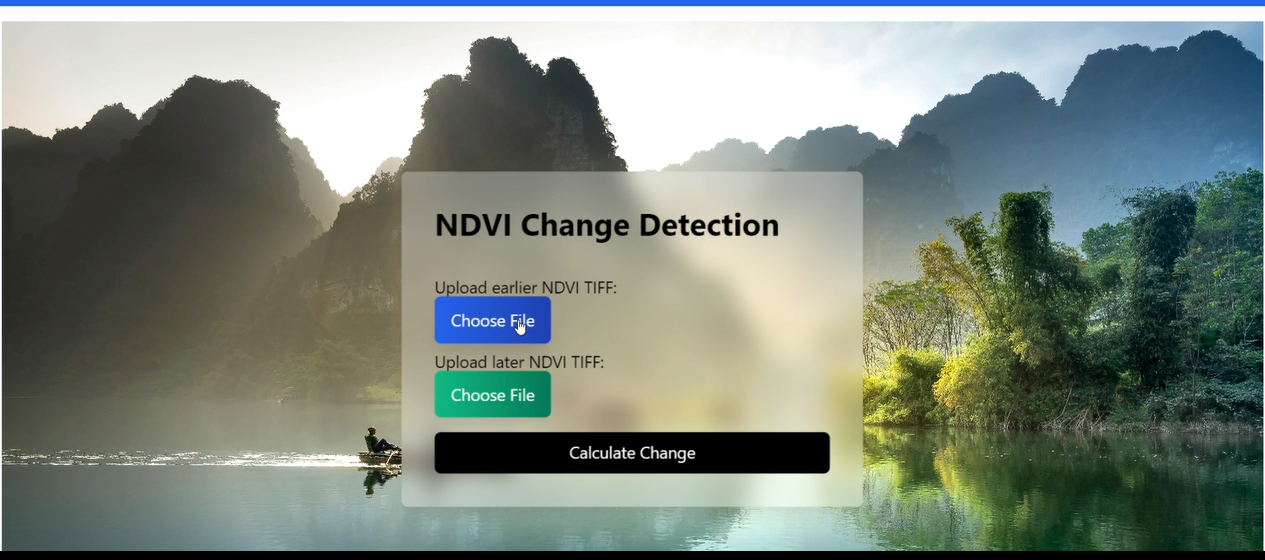 NDVI Change Detection
Upload earlier NDVI TIFF:
Choose File
Upload later NDVI TIFF:
Choose File
Calculate Change